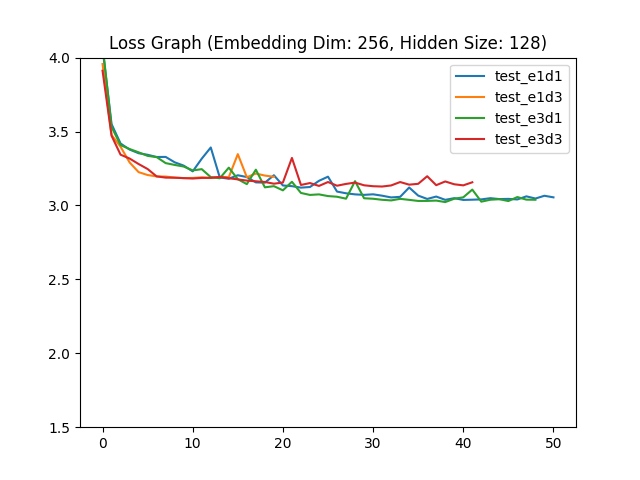 Loss Graph (Embedding Dim: 256, Hidden Size: 128)
4.0
3.5
3.0
2.5
2.0
1.5
0 10 20 30 40 50
test_e1d1
test_e1d3
test_e3d1
test_e3d3